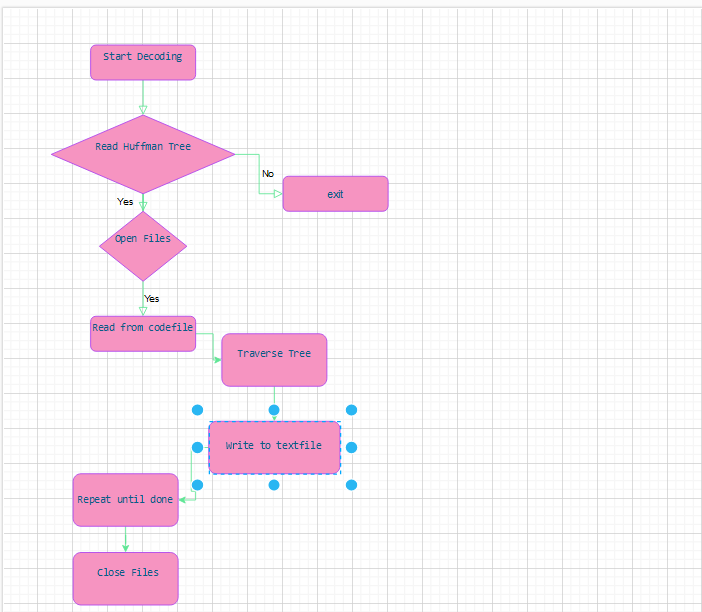 Start Decoding
Read Huffman Tree
No
exit
Yes
Open Files
Yes
Read from codefile
Traverse Tree
Write to textfile
Repeat until done
Close Files